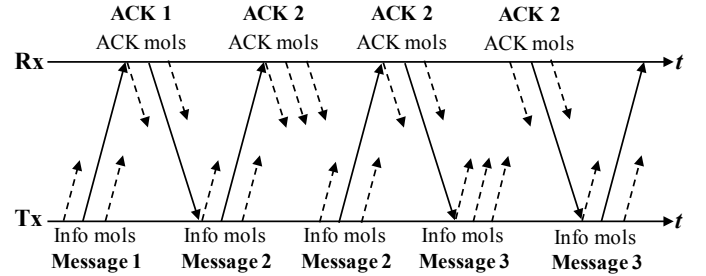 ACK 1 ACK 2 ACK 2 ACK 2
ACK mols ACK mols ACK mols ACK mols
Rx t
Tx t
Info mols Info mols Info mols Info mols Info mols
Message 1 Message 2 Message 2 Message 3 Message 3